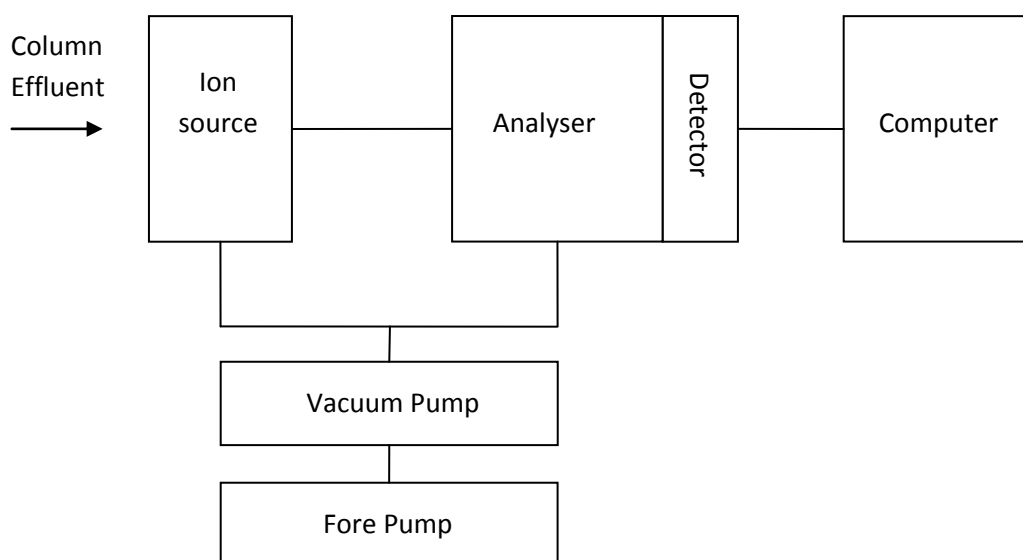 Column
Effluent
Ion
source
Analyser
Detector
Computer
Vacuum Pump
Fore Pump